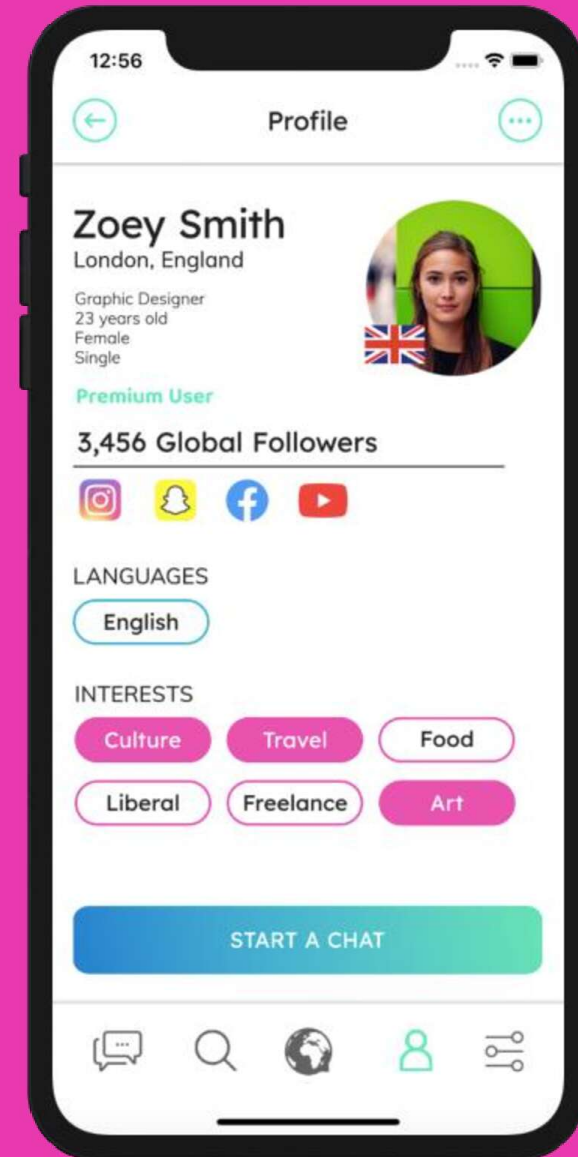 12:56
Profile
Zoey Smith
London, England
Graphic Designer
23 years old
Female
Single
Premium User
3,456 Global Followers
LANGUAGES
English
INTERESTS
Culture Travel Food
Liberal Freelance Art
START A CHAT